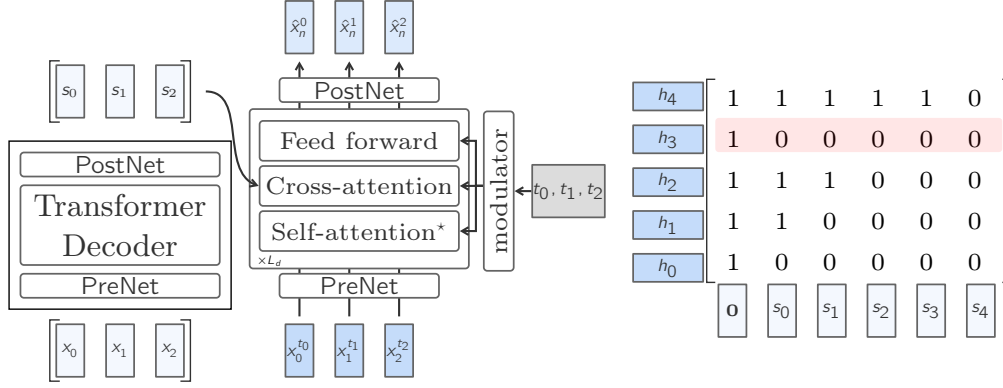 s_0 s_1 s_2
PostNet
Transformer
Decoder
PreNet
x_0 x_1 x_2
x̂_n^0 x̂_n^1 x̂_n^2
PostNet
Feed forward
Cross-attention
Self-attention*
×L_d
PreNet
x_0^{t_0} x_1^{t_1} x_2^{t_2}
modulator
t_0, t_1, t_2
h_4 1 1 1 1 1 0
h_3 1 0 0 0 0 0
h_2 1 1 1 0 0 0
h_1 1 1 0 0 0 0
h_0 1 0 0 0 0 0
0 s_0 s_1 s_2 s_3 s_4